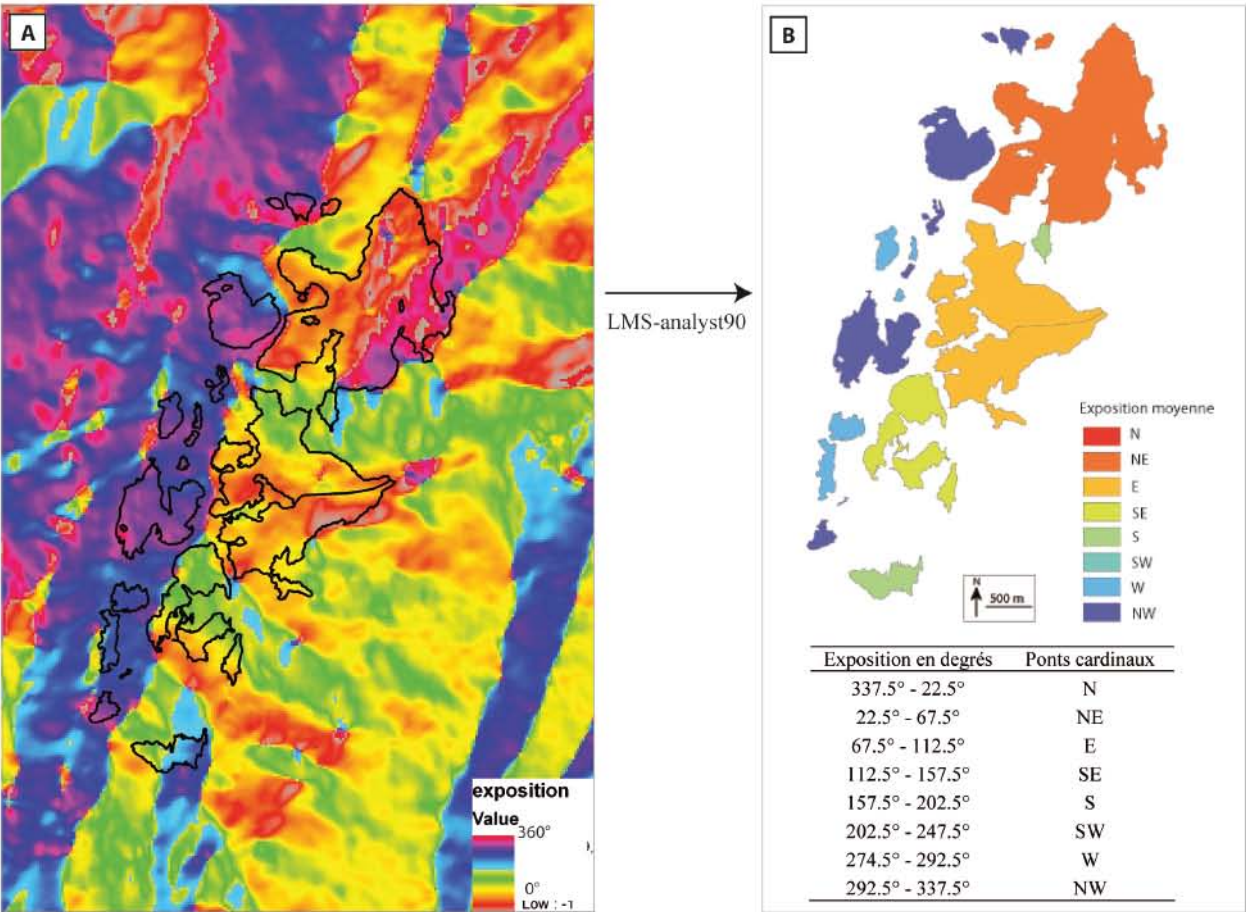 A
B
LMS-analyst90
exposition
Value
360°
0°
Low : -1
Exposition moyenne
N
NE
E
SE
S
SW
W
NW
N
500 m
Exposition en degrés Ponts cardinaux
337.5° - 22.5° N
22.5° - 67.5° NE
67.5° - 112.5° E
112.5° - 157.5° SE
157.5° - 202.5° S
202.5° - 247.5° SW
274.5° - 292.5° W
292.5° - 337.5° NW